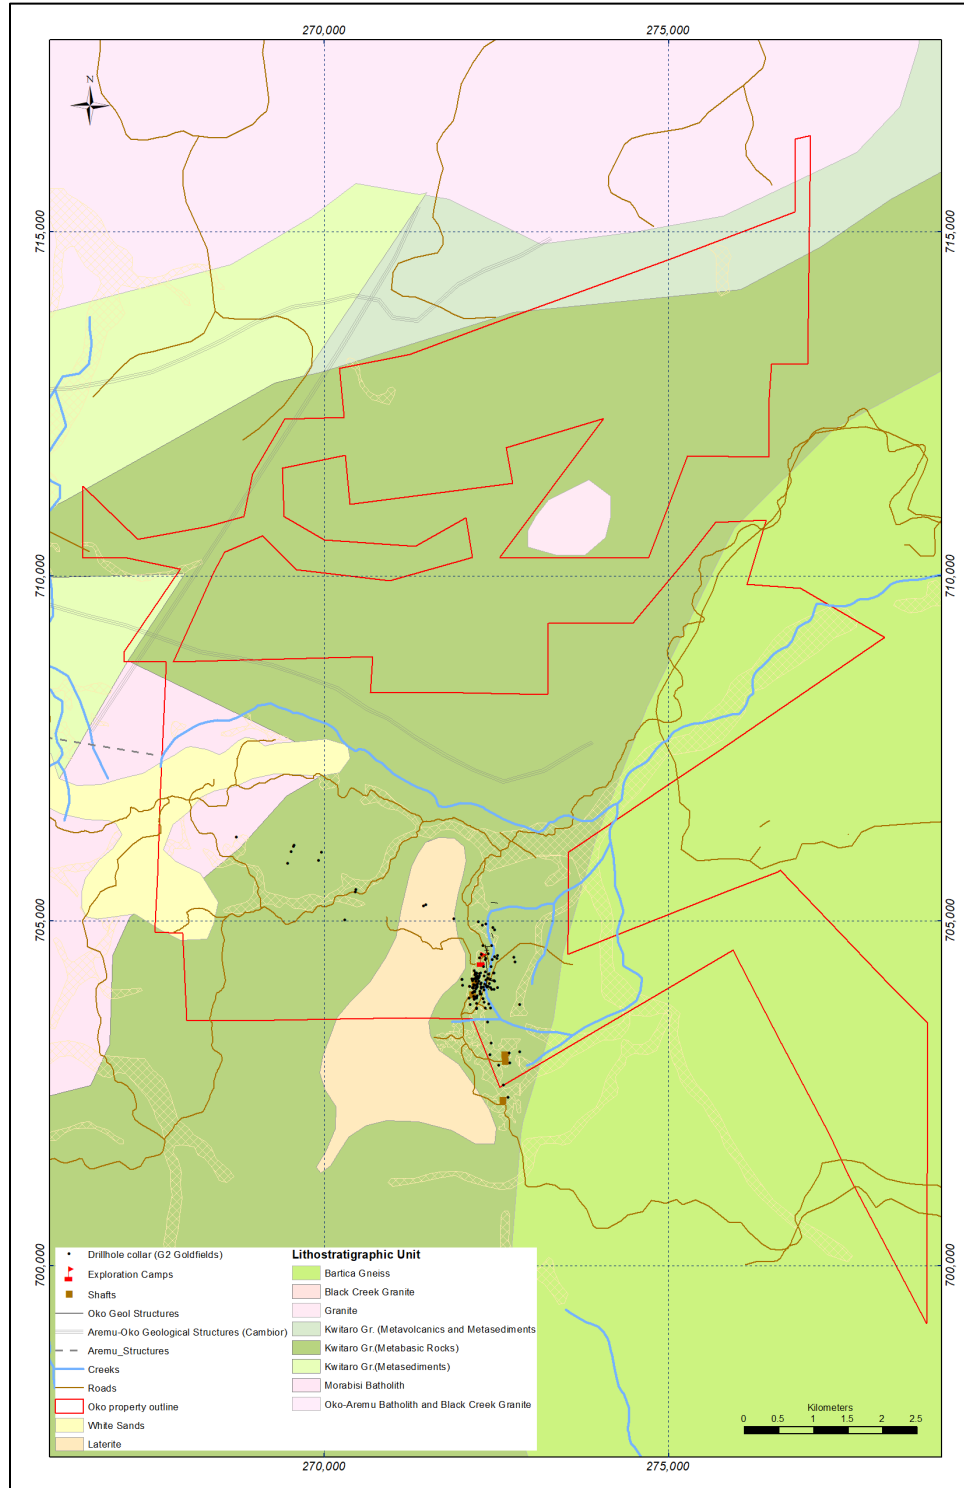 270,000
275,000
N
715,000
715,000
710,000
710,000
705,000
705,000
700,000
700,000
Drillhole collar (G2 Goldfields)
Exploration Camps
Shafts
Oko Geol Structures
Aremu-Oko Geological Structures (Cambior)
Aremu_Structures
Creeks
Roads
Oko property outline
White Sands
Laterite
Lithostratigraphic Unit
Bartica Gneiss
Black Creek Granite
Granite
Kwitaro Gr. (Metavolcanics and Metasediments
Kwitaro Gr.(Metabasic Rocks)
Kwitaro Gr.(Metasediments)
Morabisi Batholith
Oko-Aremu Batholith and Black Creek Granite
Kilometers
0 0.5 1 1.5 2 2.5
270,000
275,000